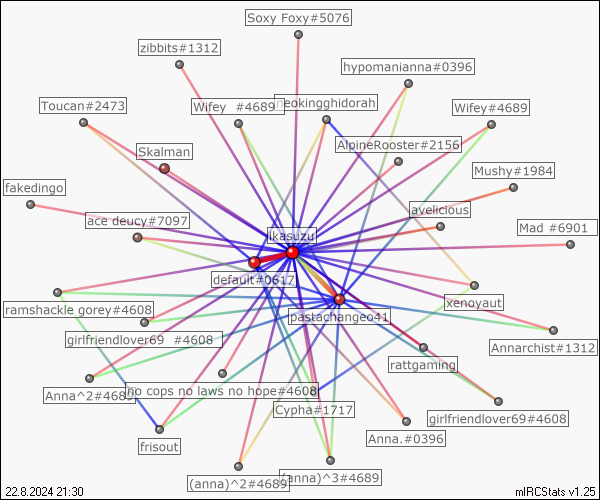 Soxy Foxy#5076
zibbits#1312
hypomanianna#0396
Toucan#2473
Wifey  #4689
neokingghidorah
Wifey#4689
AlpineRooster#2156
Skalman
Mushy#1984
fakedingo
ace deucy#7097
ikasuzu
avelicious
Mad #6901
default#0617
xenoyaut
ramshackle gorey#4608
pastachangeo41
girlfriendlover69  #4608
Annarchist#1312
rattgaming
Anna^2#4689
no cops no laws no hope#4608
Cypha#1717
girlfriendlover69#4608
frisout
Anna.#0396
(anna)^2#4689
(anna)^3#4689
22.8.2024 21:30
mIRCStats v1.25